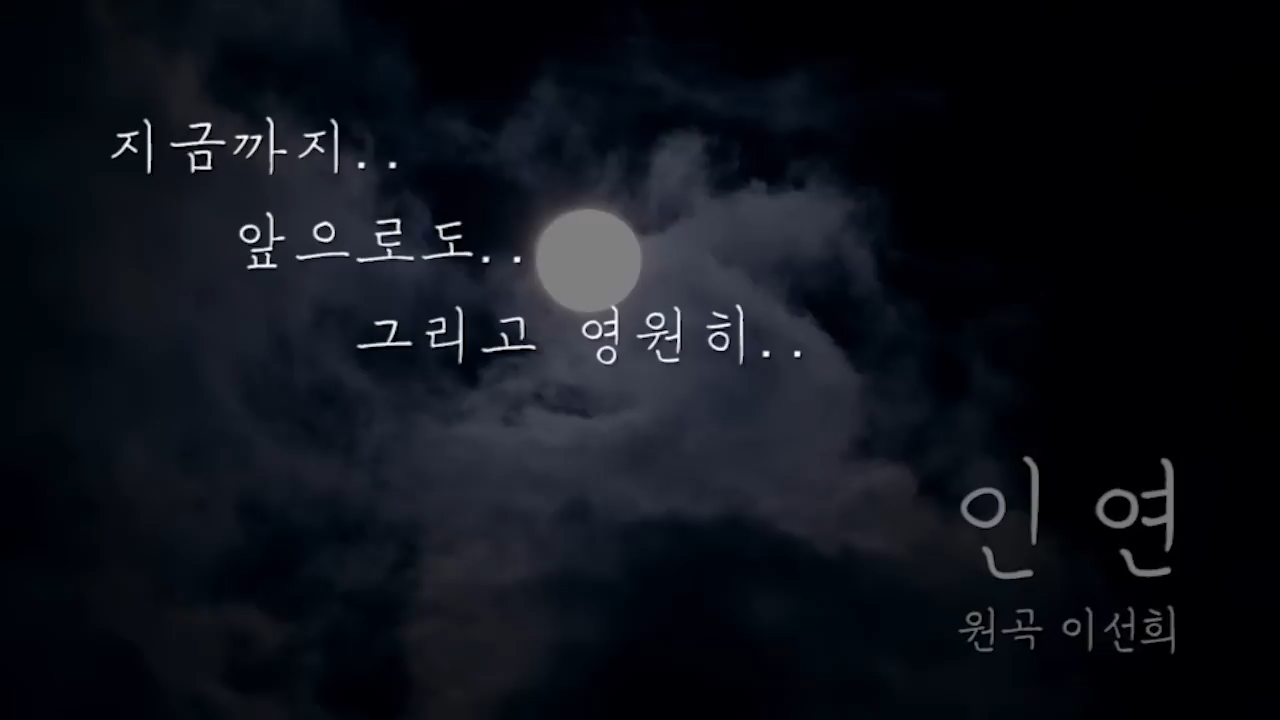 지금까지..
앞으로도..
그리고 영원히..
인연
원곡 이선희